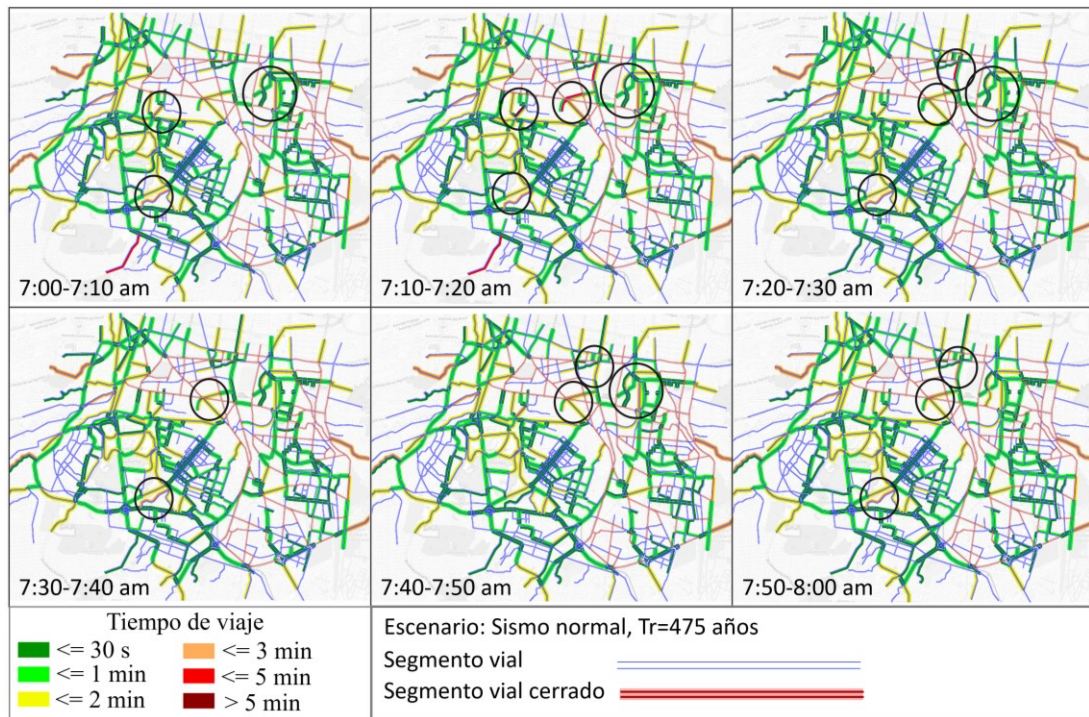 7:00-7:10 am
7:10-7:20 am
7:20-7:30 am
7:30-7:40 am
7:40-7:50 am
7:50-8:00 am
Tiempo de viaje
<= 30 s
<= 1 min
<= 2 min
<= 3 min
<= 5 min
> 5 min
Escenario: Sismo normal, Tr=475 años
Segmento vial
Segmento vial cerrado